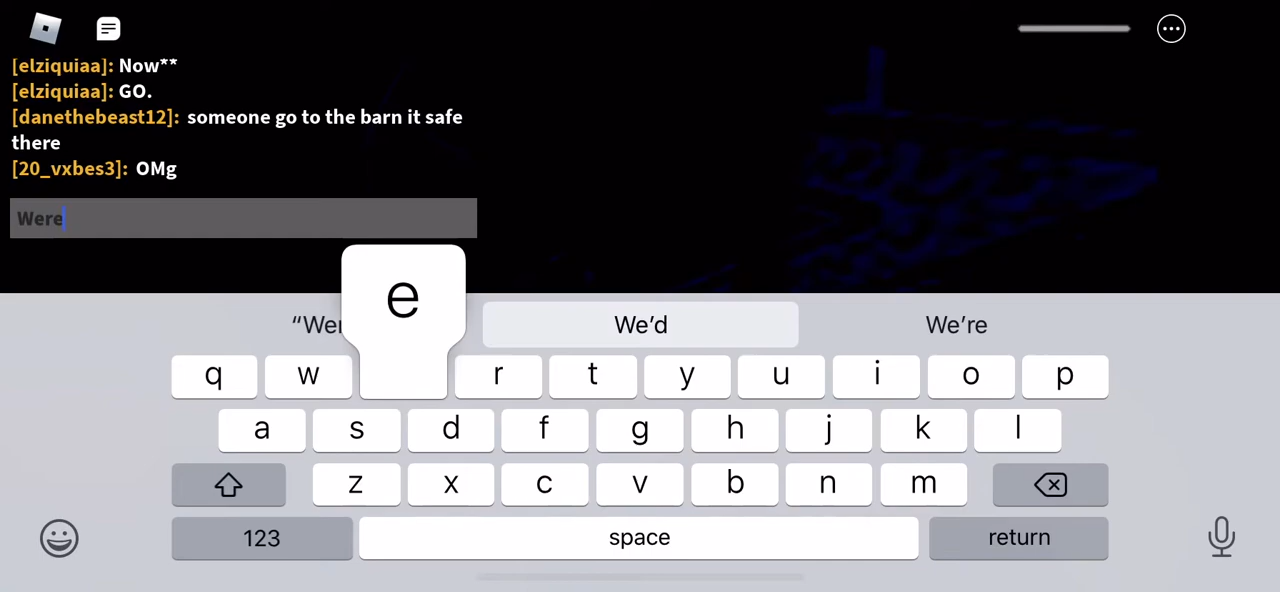 [elziquiaa]: Now**
[elziquiaa]: GO.
[danethebeast12]: someone go to the barn it safe
there
[20_vxbes3]: OMg
Were
e
“Wer
We’d
We’re
q w r t y u i o p
a s d f g h j k l
z x c v b n m
123 space return